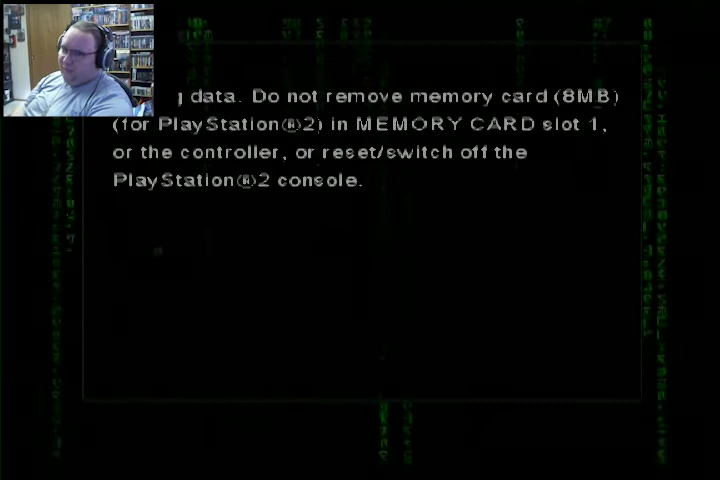 data. Do not remove memory card (8MB)
(for PlayStation®2) in MEMORY CARD slot 1,
or the controller, or reset/switch off the
PlayStation®2 console.